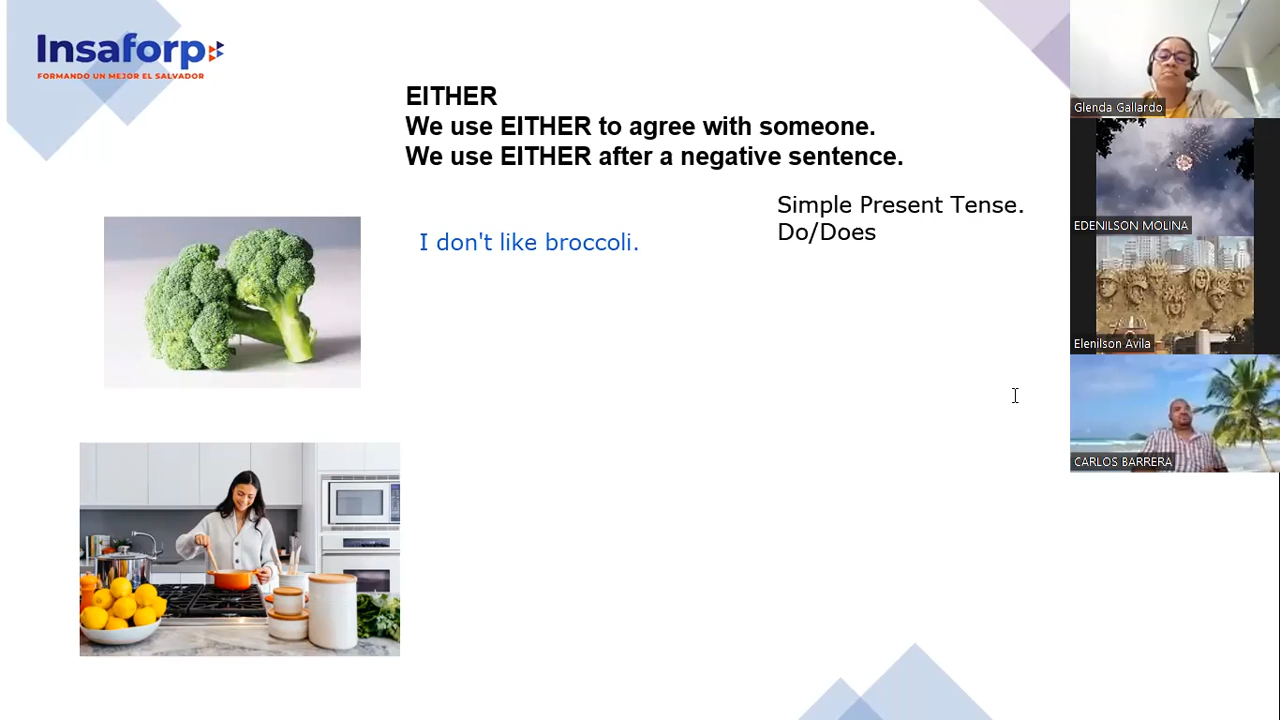 Insaforp
FORMANDO UN MEJOR EL SALVADOR
EITHER
We use EITHER to agree with someone.
We use EITHER after a negative sentence.
Simple Present Tense.
Do/Does
I don't like broccoli.
Glenda Gallardo
EDENILSON MOLINA
Elenilson Avila
CARLOS BARRERA